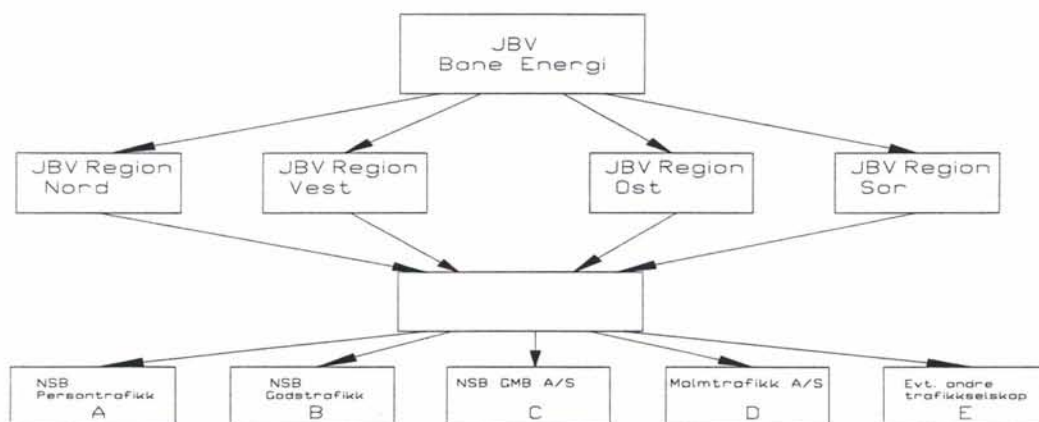 JBV
Bane Energi
JBV Region
Nord
JBV Region
Vest
JBV Region
Ost
JBV Region
Sor
NSB
Persontrafikk
A
NSB
Godstrafikk
B
NSB GMB A/S
C
Malmtrafikk A/S
D
Evt. andre
trafikkselskap
E